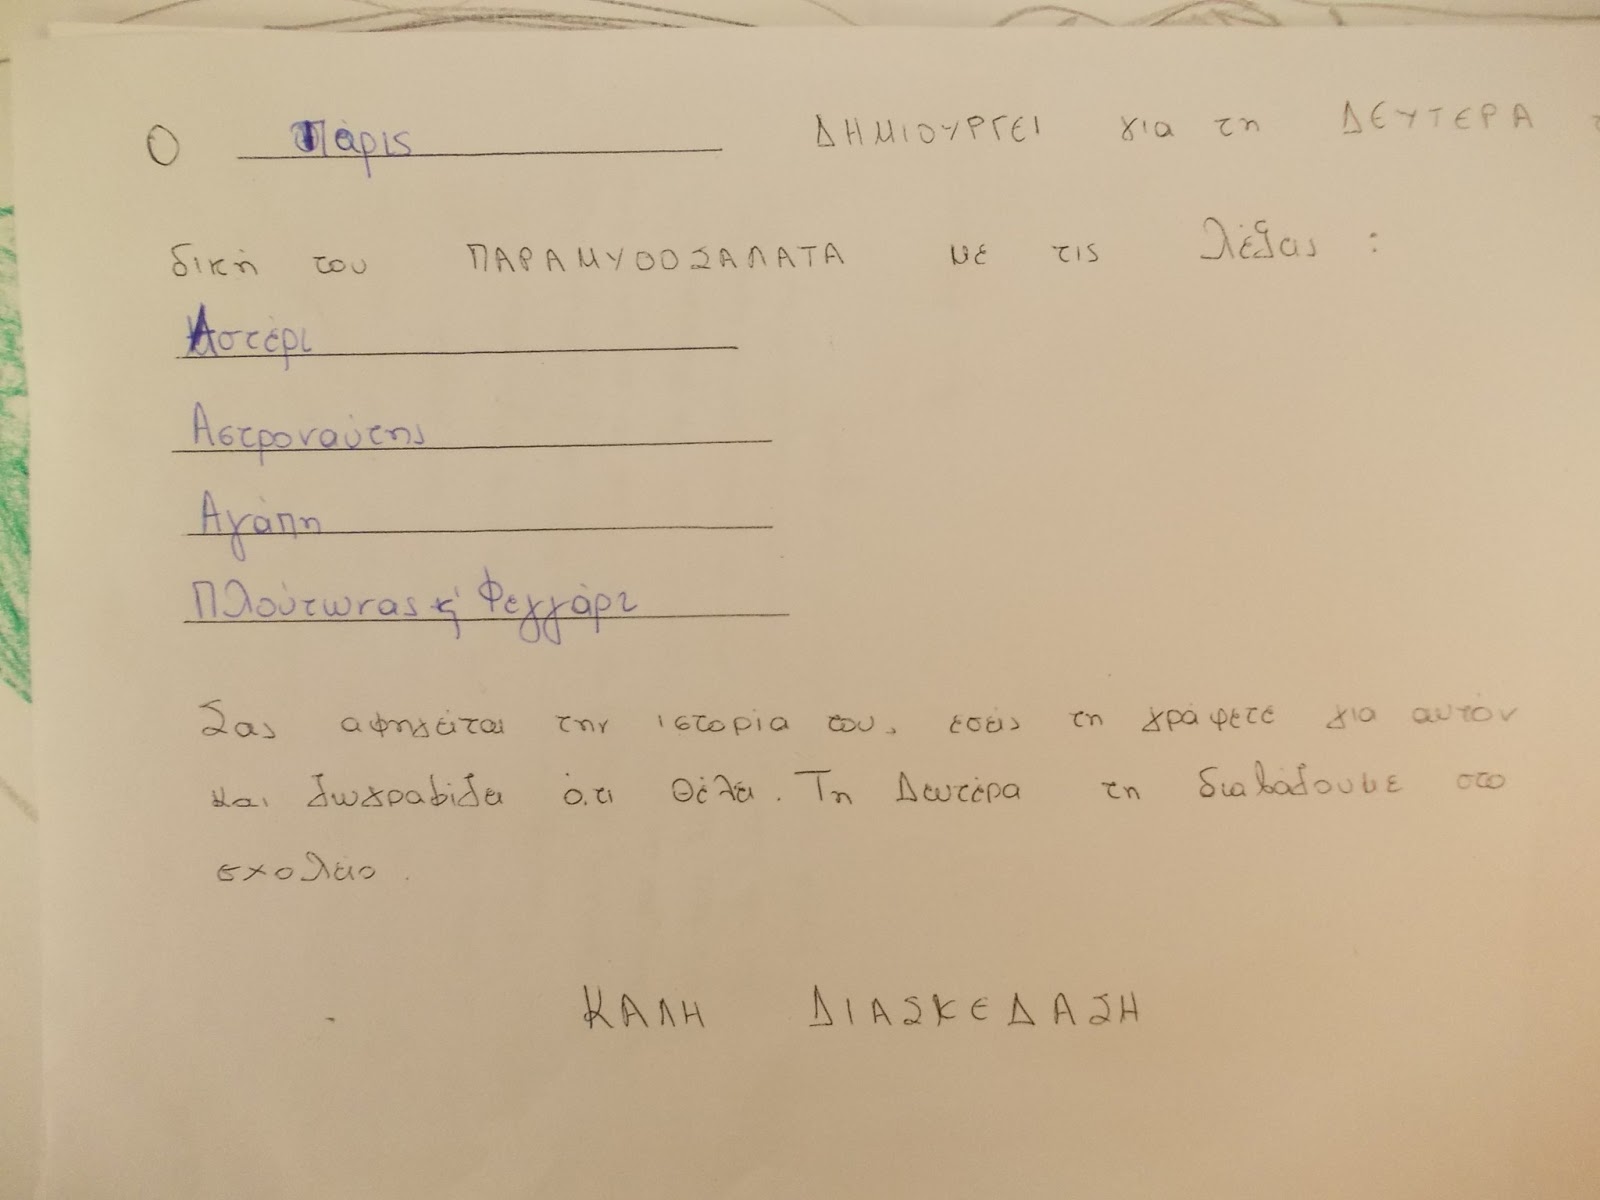 Ο Πάρις ΔΗΜΙΟΥΡΓΕΙ για τη ΔΕΥΤΕΡΑ
δική του ΠΑΡΑΜΥΘΟΣΑΛΑΤΑ με τις λέξεις :
Αστέρι
Αστροναύτης
Αγάπη
Πλούτωνας ή Φεγγάρι
Σας αφηγείται την ιστορία του, εσείς τη γράφετε για αυτόν
και ζωγραφίζει ό,τι θέλει. Τη Δευτέρα τη διαβάζουμε στο
σχολείο.
ΚΑΛΗ ΔΙΑΣΚΕΔΑΣΗ